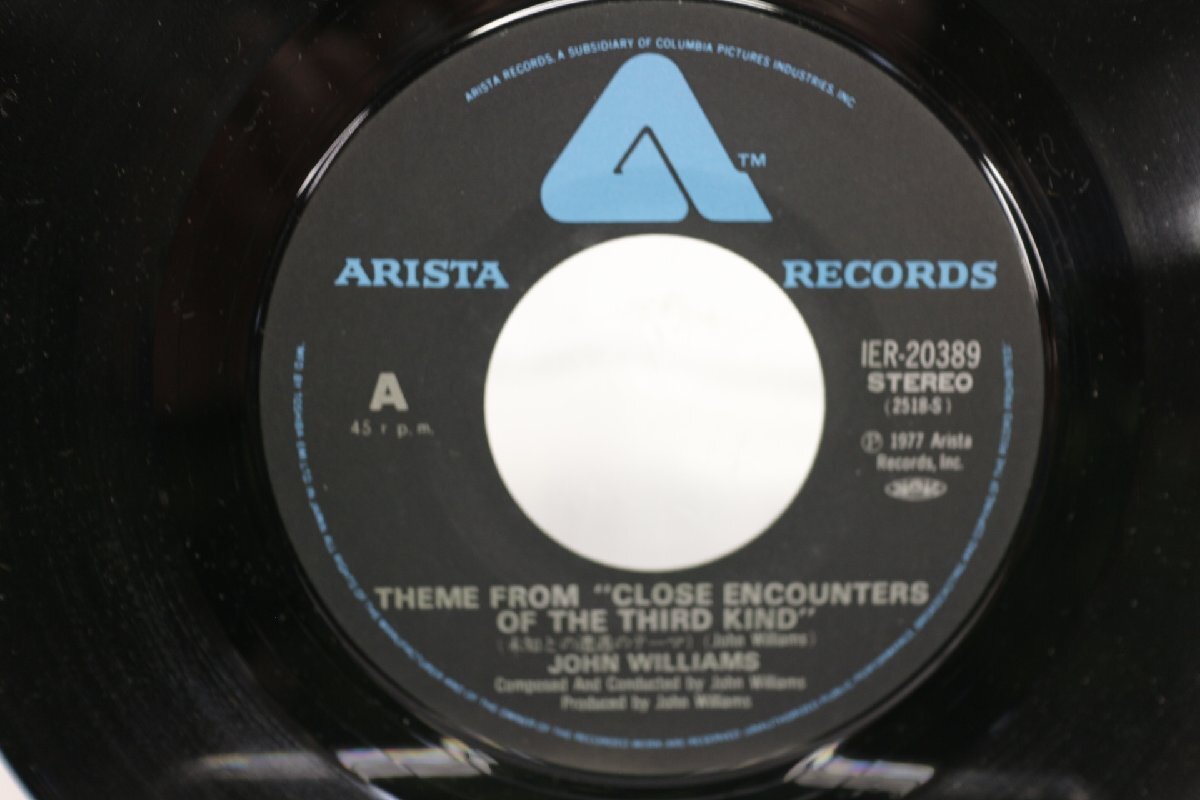 ARISTA RECORDS, A SUBSIDIARY OF COLUMBIA PICTURES INDUSTRIES, INC.
TM
ARISTA RECORDS
A
45 r.p.m.
IER-20389
STEREO
(2518-S)
Ⓟ 1977 Arista
Records, Inc.
THEME FROM "CLOSE ENCOUNTERS
OF THE THIRD KIND"
(未知との遭遇のテーマ) (John Williams)
JOHN WILLIAMS
Composed And Conducted by John Williams
Produced by John Williams